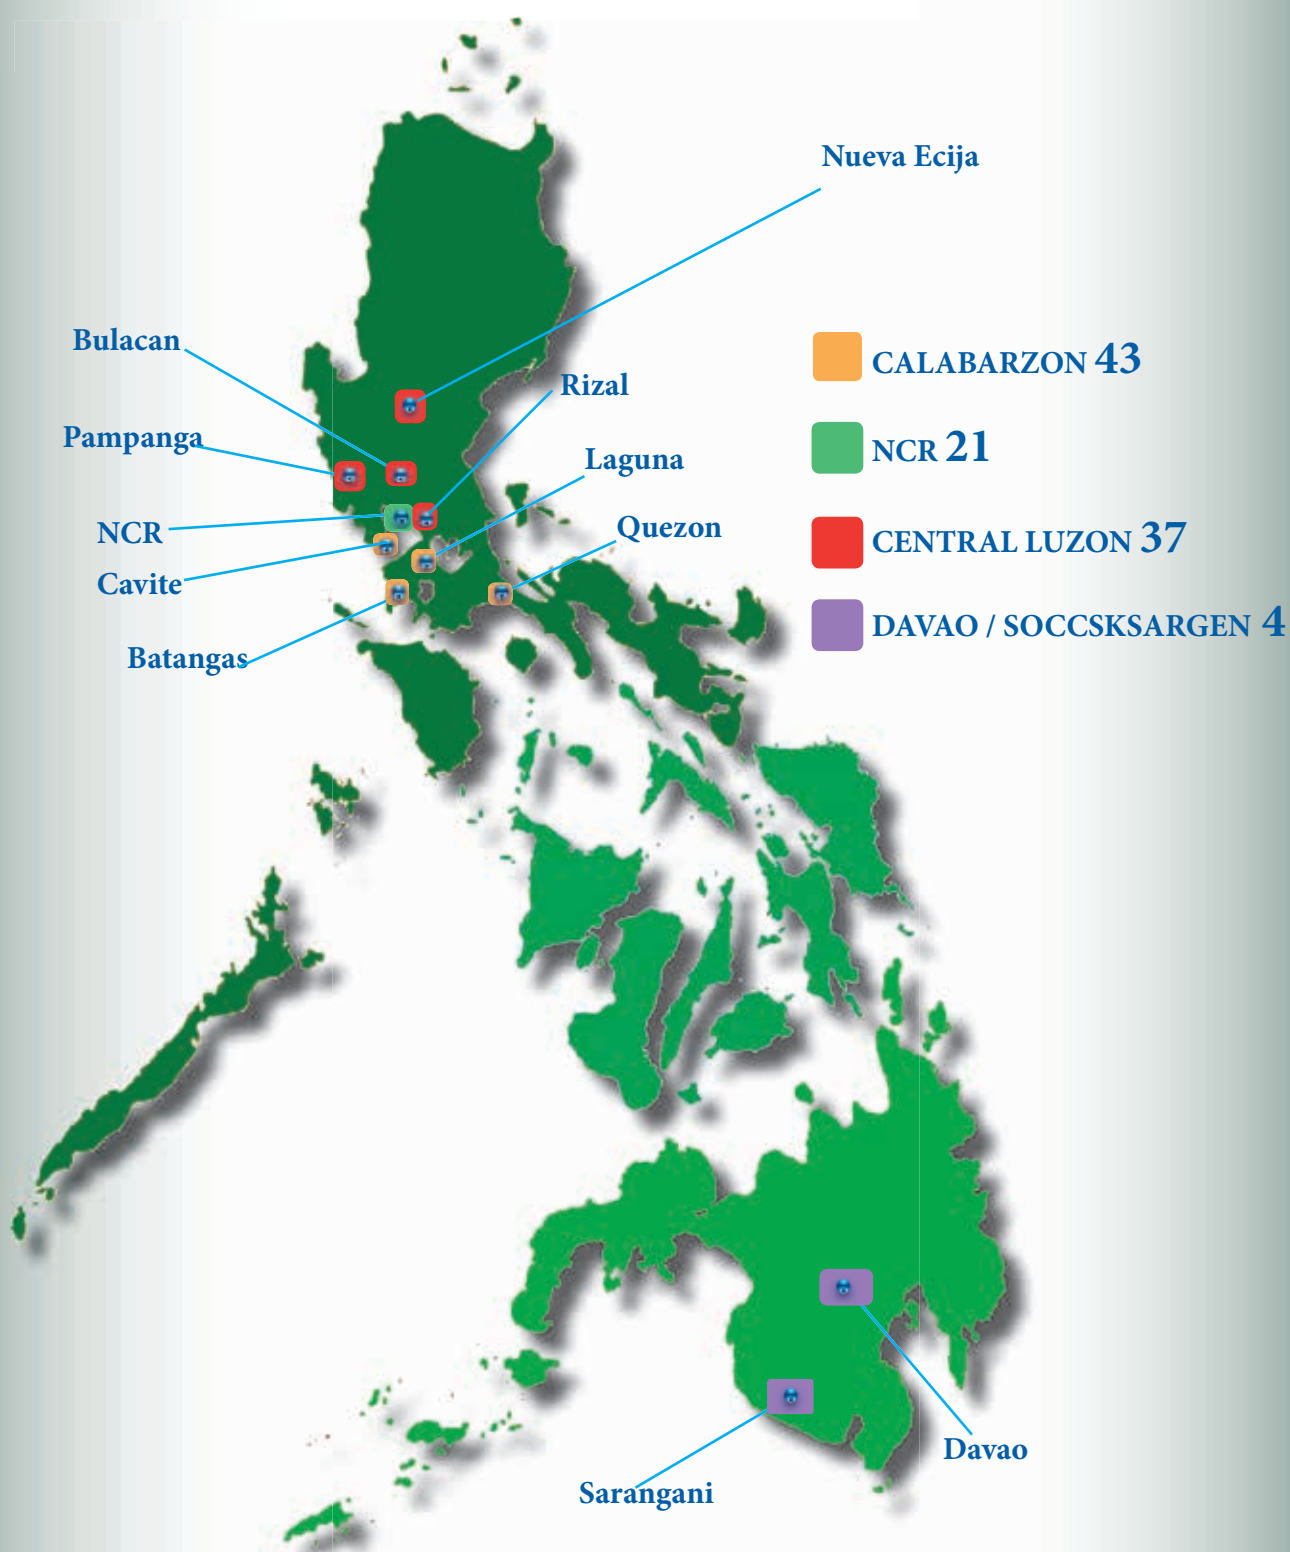 Nueva Ecija
Bulacan
Rizal
Pampanga
Laguna
NCR
Quezon
Cavite
Batangas
CALABARZON 43
NCR 21
CENTRAL LUZON 37
DAVAO / SOCCSKSARGEN 4
Davao
Sarangani